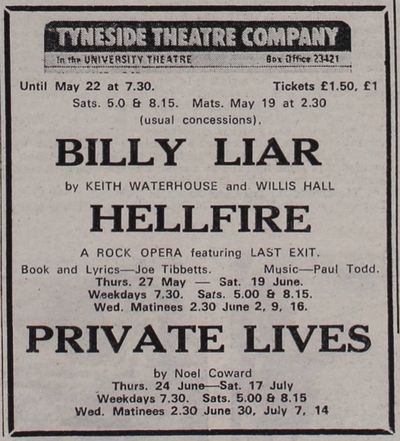 TYNESIDE THEATRE COMPANY
In the UNIVERSITY THEATRE Box Office 23421
Until May 22 at 7.30. Tickets £1.50, £1
Sats. 5.0 & 8.15. Mats. May 19 at 2.30
(usual concessions).
BILLY LIAR
by KEITH WATERHOUSE and WILLIS HALL
HELLFIRE
A ROCK OPERA featuring LAST EXIT.
Book and Lyrics—Joe Tibbetts. Music—Paul Todd.
Thurs. 27 May — Sat. 19 June.
Weekdays 7.30. Sats. 5.00 & 8.15.
Wed. Matinees 2.30 June 2, 9, 16.
PRIVATE LIVES
by Noel Coward
Thurs. 24 June—Sat. 17 July
Weekdays 7.30. Sats. 5.00 & 8.15
Wed. Matinees 2.30 June 30, July 7, 14